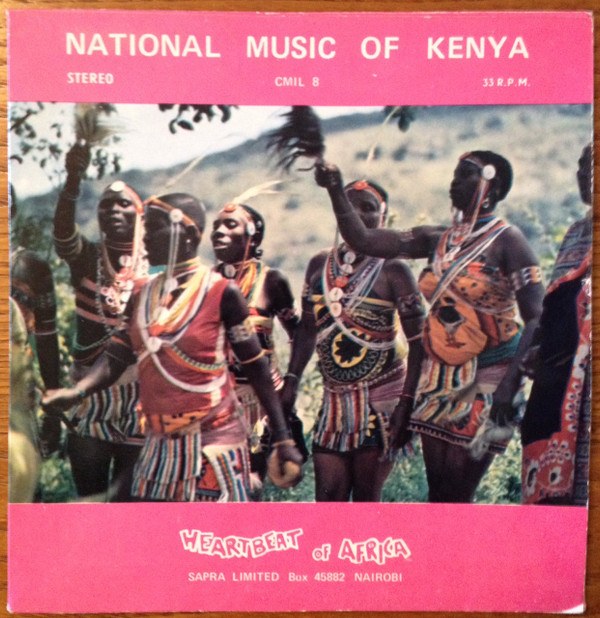 NATIONAL MUSIC OF KENYA
STEREO CMIL 8 33 R.P.M.
HEARTBEAT OF AFRICA
SAPRA LIMITED Box 45882 NAIROBI